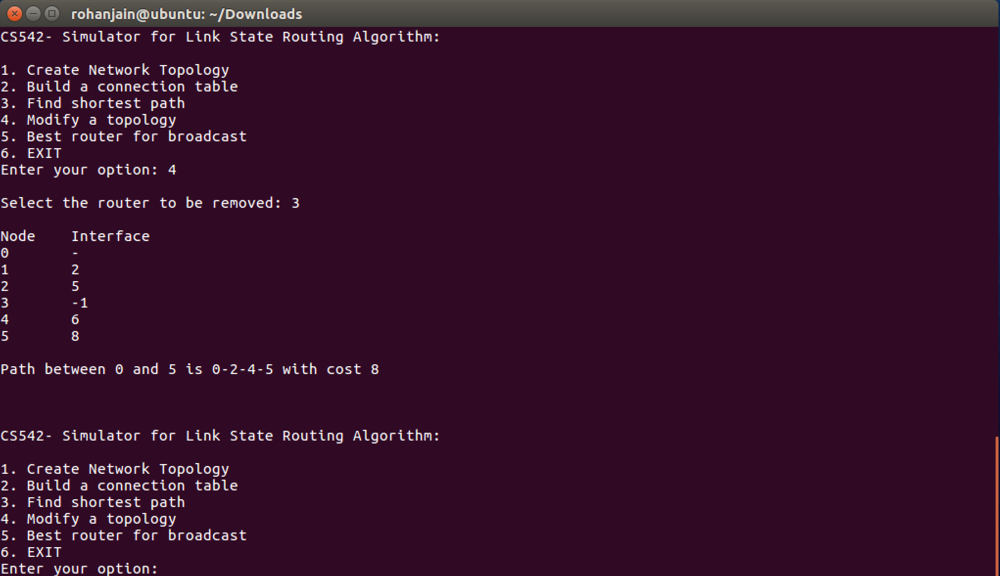 rohanjain@ubuntu: ~/Downloads
CS542- Simulator for Link State Routing Algorithm:
1. Create Network Topology
2. Build a connection table
3. Find shortest path
4. Modify a topology
5. Best router for broadcast
6. EXIT
Enter your option: 4
Select the router to be removed: 3
Node Interface
0 -
1 2
2 5
3 -1
4 6
5 8
Path between 0 and 5 is 0-2-4-5 with cost 8
CS542- Simulator for Link State Routing Algorithm:
1. Create Network Topology
2. Build a connection table
3. Find shortest path
4. Modify a topology
5. Best router for broadcast
6. EXIT
Enter your option: